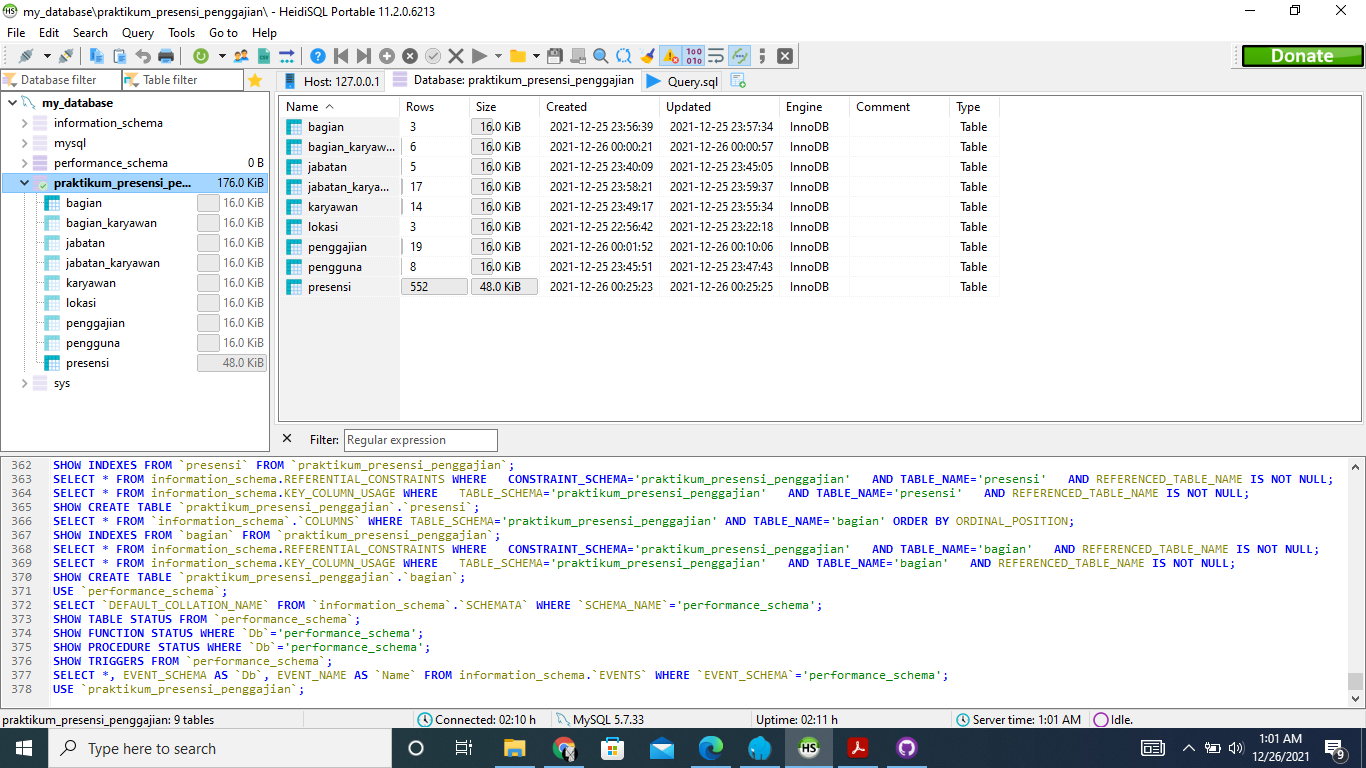 my_database\praktikum_presensi_penggajian\ - HeidiSQL Portable 11.2.0.6213
File Edit Search Query Tools Go to Help
Donate
Database filter Table filter
Host: 127.0.0.1 Database: praktikum_presensi_penggajian Query.sql
my_database
information_schema
mysql
performance_schema 0 B
praktikum_presensi_pe... 176.0 KiB
bagian 16.0 KiB
bagian_karyawan 16.0 KiB
jabatan 16.0 KiB
jabatan_karyawan 16.0 KiB
karyawan 16.0 KiB
lokasi 16.0 KiB
penggajian 16.0 KiB
pengguna 16.0 KiB
presensi 48.0 KiB
sys
Name Rows Size Created Updated Engine Comment Type
bagian 3 16.0 KiB 2021-12-25 23:56:39 2021-12-25 23:57:34 InnoDB Table
bagian_karyaw... 6 16.0 KiB 2021-12-26 00:00:21 2021-12-26 00:00:57 InnoDB Table
jabatan 5 16.0 KiB 2021-12-25 23:40:09 2021-12-25 23:45:05 InnoDB Table
jabatan_karya... 17 16.0 KiB 2021-12-25 23:58:21 2021-12-25 23:59:37 InnoDB Table
karyawan 14 16.0 KiB 2021-12-25 23:49:17 2021-12-25 23:55:34 InnoDB Table
lokasi 3 16.0 KiB 2021-12-25 22:56:42 2021-12-25 23:22:18 InnoDB Table
penggajian 19 16.0 KiB 2021-12-26 00:01:52 2021-12-26 00:10:06 InnoDB Table
pengguna 8 16.0 KiB 2021-12-25 23:45:51 2021-12-25 23:47:43 InnoDB Table
presensi 552 48.0 KiB 2021-12-26 00:25:23 2021-12-26 00:25:25 InnoDB Table
Filter: Regular expression
362 SHOW INDEXES FROM `presensi` FROM `praktikum_presensi_penggajian`;
363 SELECT * FROM information_schema.REFERENTIAL_CONSTRAINTS WHERE CONSTRAINT_SCHEMA='praktikum_presensi_penggajian' AND TABLE_NAME='presensi' AND REFERENCED_TABLE_NAME IS NOT NULL;
364 SELECT * FROM information_schema.KEY_COLUMN_USAGE WHERE TABLE_SCHEMA='praktikum_presensi_penggajian' AND TABLE_NAME='presensi' AND REFERENCED_TABLE_NAME IS NOT NULL;
365 SHOW CREATE TABLE `praktikum_presensi_penggajian`.`presensi`;
366 SELECT * FROM `information_schema`.`COLUMNS` WHERE TABLE_SCHEMA='praktikum_presensi_penggajian' AND TABLE_NAME='bagian' ORDER BY ORDINAL_POSITION;
367 SHOW INDEXES FROM `bagian` FROM `praktikum_presensi_penggajian`;
368 SELECT * FROM information_schema.REFERENTIAL_CONSTRAINTS WHERE CONSTRAINT_SCHEMA='praktikum_presensi_penggajian' AND TABLE_NAME='bagian' AND REFERENCED_TABLE_NAME IS NOT NULL;
369 SELECT * FROM information_schema.KEY_COLUMN_USAGE WHERE TABLE_SCHEMA='praktikum_presensi_penggajian' AND TABLE_NAME='bagian' AND REFERENCED_TABLE_NAME IS NOT NULL;
370 SHOW CREATE TABLE `praktikum_presensi_penggajian`.`bagian`;
371 USE `performance_schema`;
372 SELECT `DEFAULT_COLLATION_NAME` FROM `information_schema`.`SCHEMATA` WHERE `SCHEMA_NAME`='performance_schema';
373 SHOW TABLE STATUS FROM `performance_schema`;
374 SHOW FUNCTION STATUS WHERE `Db`='performance_schema';
375 SHOW PROCEDURE STATUS WHERE `Db`='performance_schema';
376 SHOW TRIGGERS FROM `performance_schema`;
377 SELECT *, EVENT_SCHEMA AS `Db`, EVENT_NAME AS `Name` FROM information_schema.`EVENTS` WHERE `EVENT_SCHEMA`='performance_schema';
378 USE `praktikum_presensi_penggajian`;
praktikum_presensi_penggajian: 9 tables Connected: 02:10 h MySQL 5.7.33 Uptime: 02:11 h Server time: 1:01 AM Idle.
Type here to search
HS
1:01 AM
12/26/2021
9